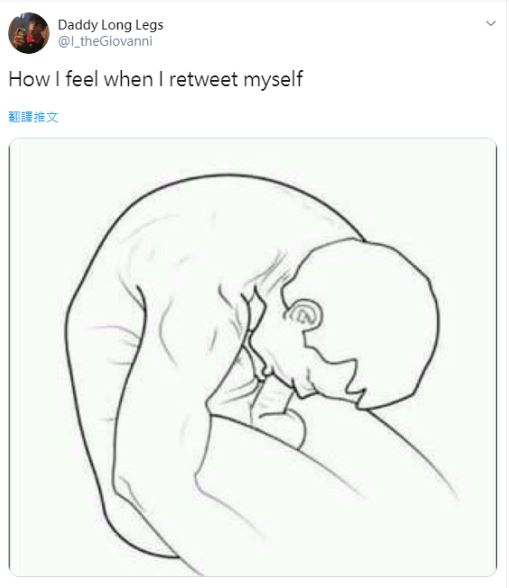 Daddy Long Legs
@I_theGiovanni
How I feel when I retweet myself
翻譯推文